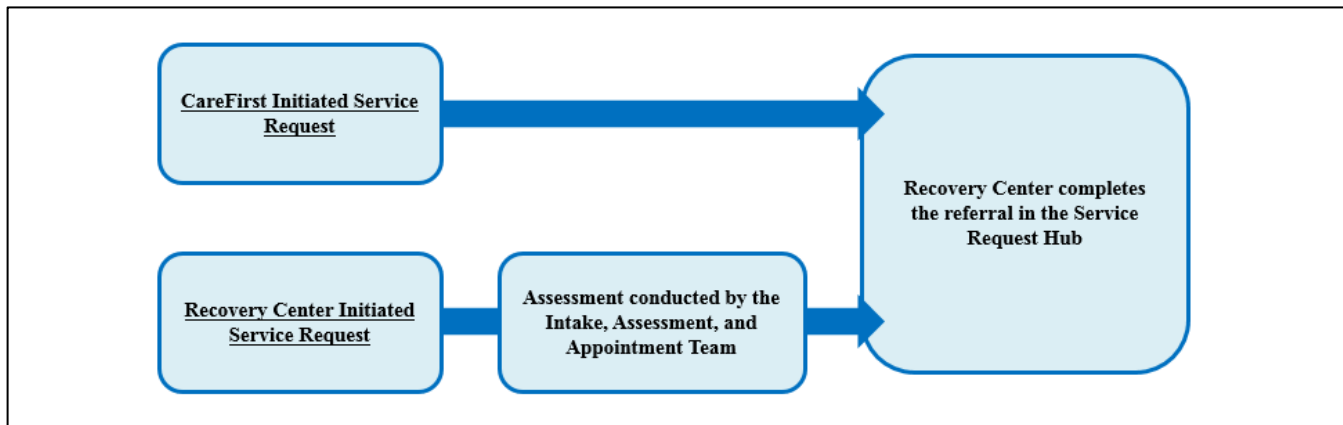 CareFirst Initiated Service
Request
Recovery Center completes
the referral in the Service
Request Hub
Recovery Center Initiated
Service Request
Assessment conducted by the
Intake, Assessment, and
Appointment Team